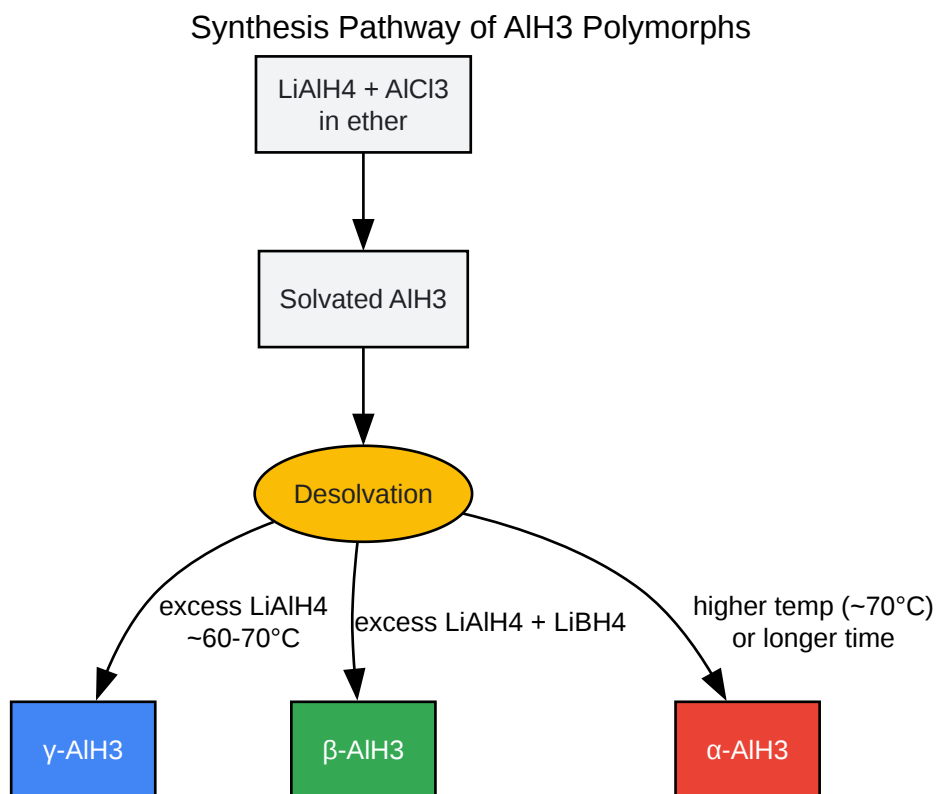 Synthesis Pathway of AlH3 Polymorphs
LiAlH4 + AlCl3
in ether
Solvated AlH3
Desolvation
excess LiAlH4
~60-70°C
excess LiAlH4 + LiBH4
higher temp (~70°C)
or longer time
γ-AlH3
β-AlH3
α-AlH3